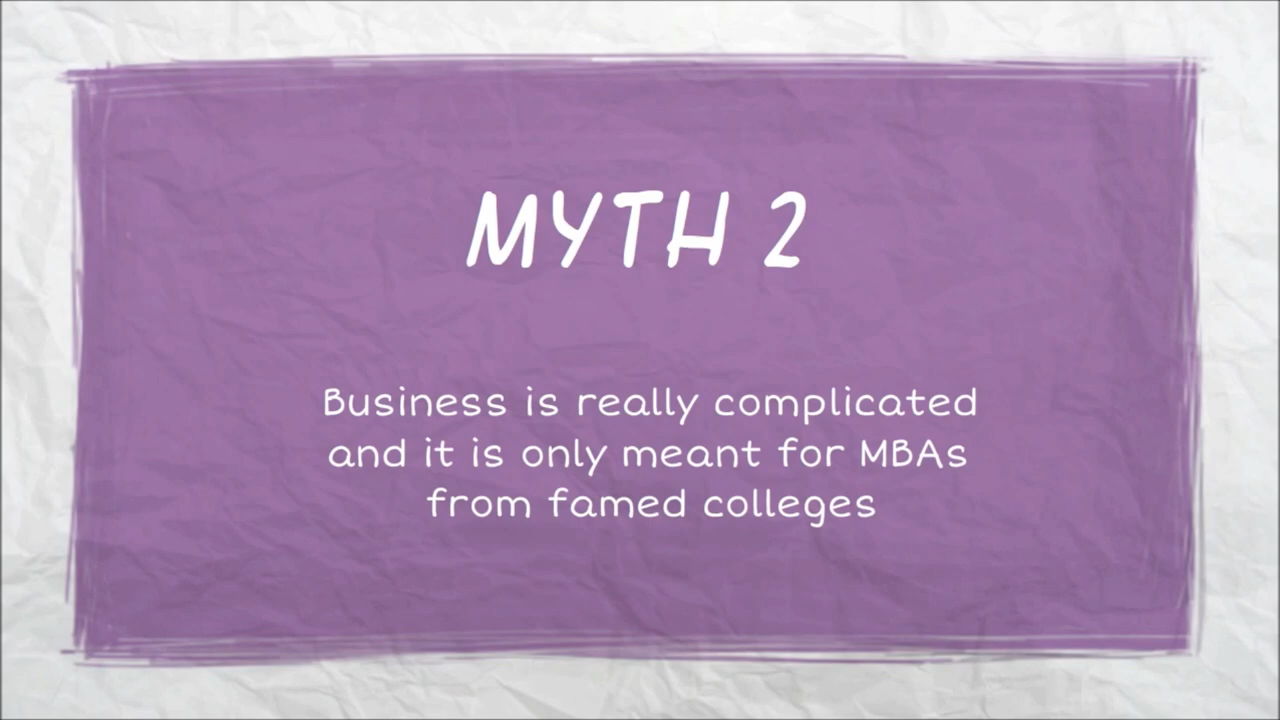 MYTH 2
Business is really complicated
and it is only meant for MBAs
from famed colleges